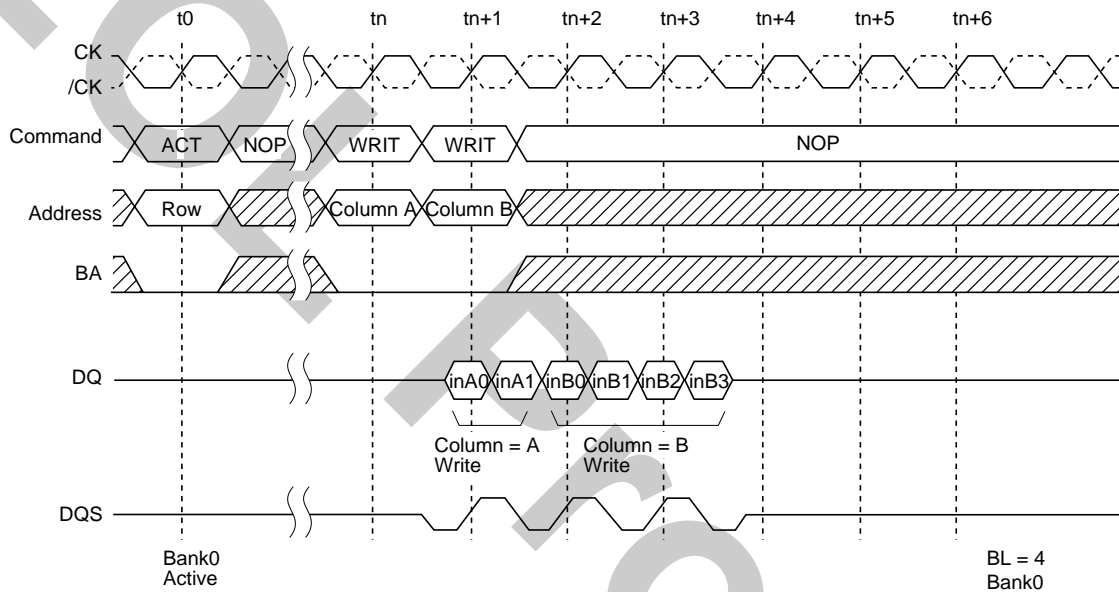 t0 tn tn+1 tn+2 tn+3 tn+4 tn+5 tn+6
CK
/CK
Command ACT NOP WRIT WRIT NOP
Address Row Column A Column B
BA
DQ inA0 inA1 inB0 inB1 inB2 inB3
Column = A Column = B
Write Write
DQS
Bank0 BL = 4
Active Bank0